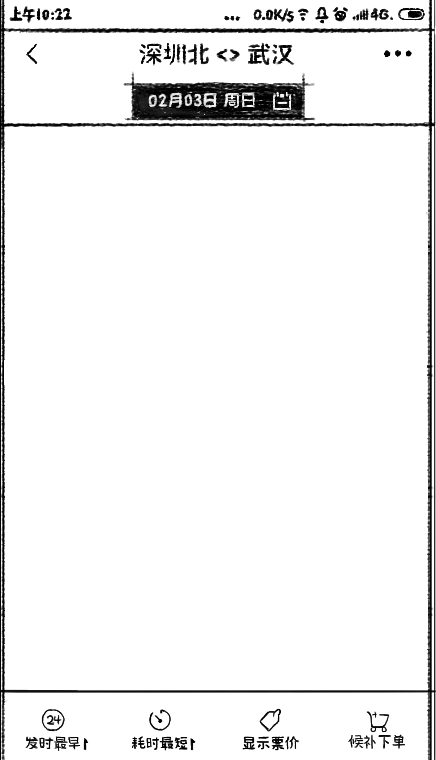 上午10:22 ... 0.0K/s 4G.
深圳北 <> 武汉 •••
02月03日 周日
24
发时最早 耗时最短 显示票价 候补下单